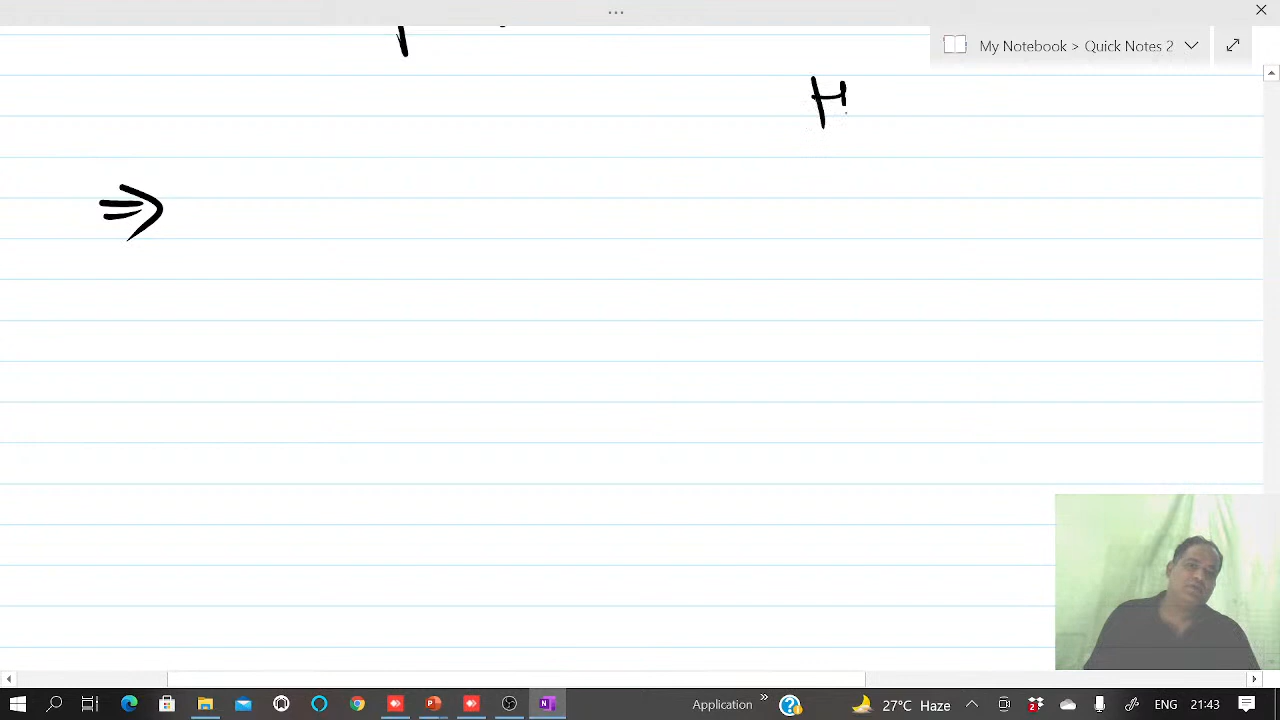 My Notebook > Quick Notes 2
H
⇒
Application
27°C Haze
ENG
21:43